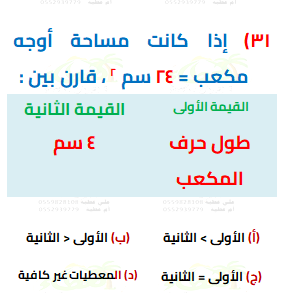 ٣١) إذا كانت مساحة أوجه
مكعب = ٢٤ سم ٢ ، قارن بين :
القيمة الأولى القيمة الثانية
طول حرف المكعب ٤ سم
(أ) الأولى > الثانية (ب) الأولى < الثانية
(ج) الأولى = الثانية (د) المعطيات غير كافية